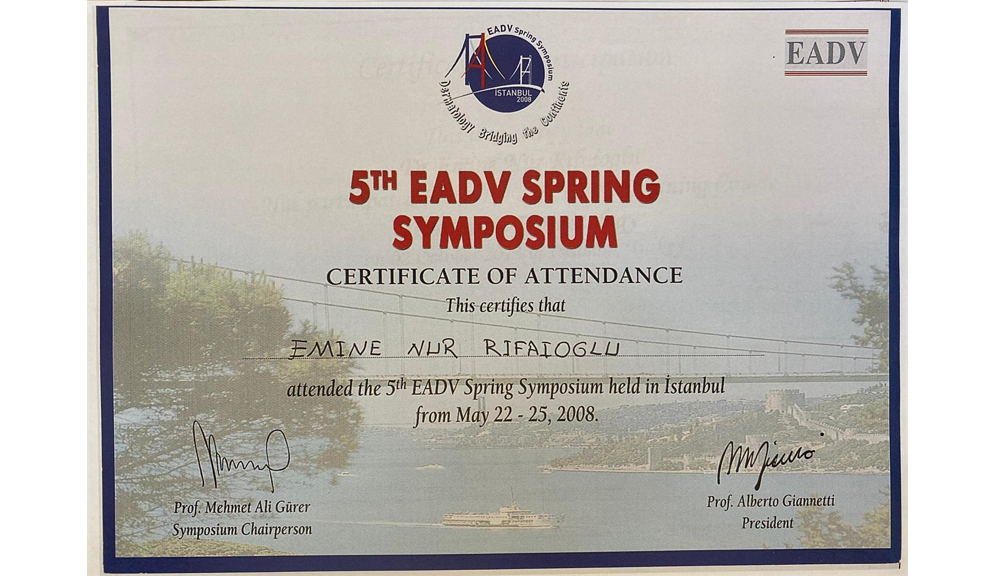 EADV Spring Symposium
İSTANBUL
2008
Dermatology Bridging The Continents
EADV
5TH EADV SPRING
SYMPOSIUM
CERTIFICATE OF ATTENDANCE
This certifies that
EMINE NUR RIFAIOGLU
attended the 5th EADV Spring Symposium held in İstanbul
from May 22 - 25, 2008.
Prof. Mehmet Ali Gürer
Symposium Chairperson
Prof. Alberto Giannetti
President